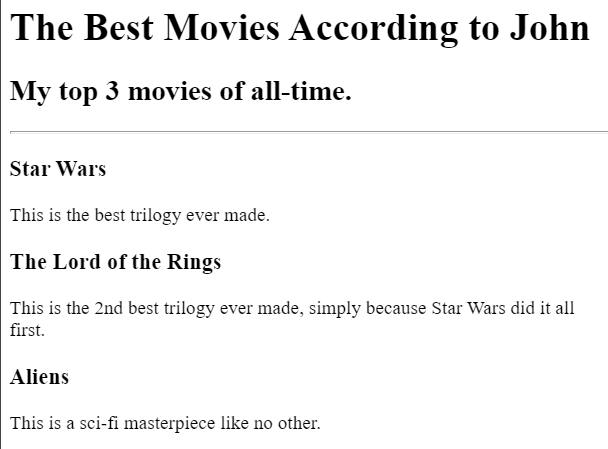 The Best Movies According to John
My top 3 movies of all-time.
Star Wars
This is the best trilogy ever made.
The Lord of the Rings
This is the 2nd best trilogy ever made, simply because Star Wars did it all
first.
Aliens
This is a sci-fi masterpiece like no other.